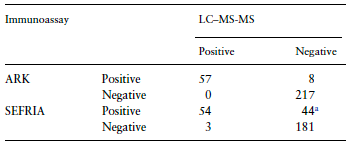 Immunoassay LC–MS-MS
Positive Negative
ARK Positive 57 8
Negative 0 217
SEFRIA Positive 54 44ᵃ
Negative 3 181